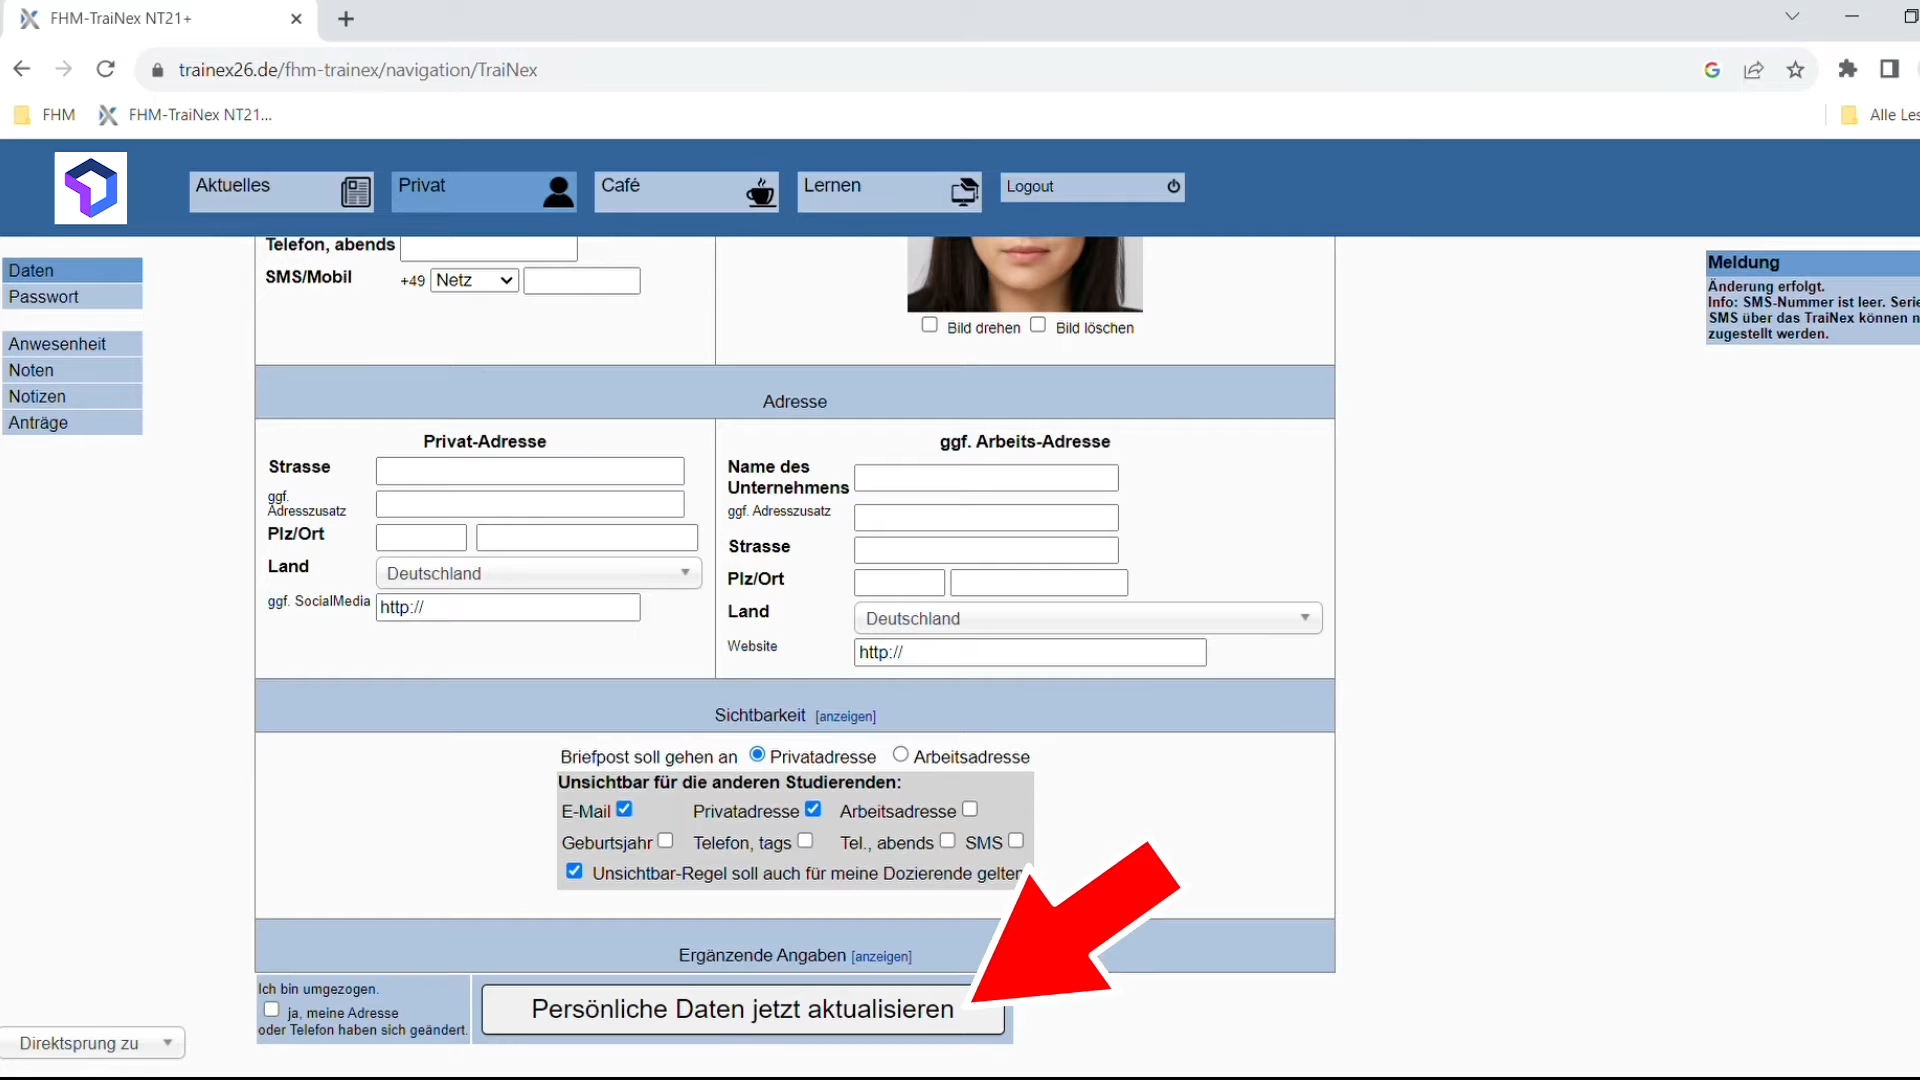 FHM-TraiNex NT21+
trainex26.de/fhm-trainex/navigation/TraiNex
FHM FHM-TraiNex NT21... Alle Les
Aktuelles Privat Café Lernen Logout
Daten
Passwort
Anwesenheit
Noten
Notizen
Anträge
Telefon, abends
SMS/Mobil +49 Netz
Bild drehen Bild löschen
Meldung
Änderung erfolgt.
Info: SMS-Nummer ist leer. Serie
SMS über das TraiNex können n
zugestellt werden.
Adresse
Privat-Adresse
Strasse
ggf.
Adresszusatz
Plz/Ort
Land Deutschland
ggf. SocialMedia http://
ggf. Arbeits-Adresse
Name des
Unternehmens
ggf. Adresszusatz
Strasse
Plz/Ort
Land Deutschland
Website http://
Sichtbarkeit [anzeigen]
Briefpost soll gehen an Privatadresse Arbeitsadresse
Unsichtbar für die anderen Studierenden:
E-Mail Privatadresse Arbeitsadresse
Geburtsjahr Telefon, tags Tel., abends SMS
Unsichtbar-Regel soll auch für meine Dozierende gelten
Ergänzende Angaben [anzeigen]
Ich bin umgezogen.
ja, meine Adresse
oder Telefon haben sich geändert.
Persönliche Daten jetzt aktualisieren
Direktsprung zu